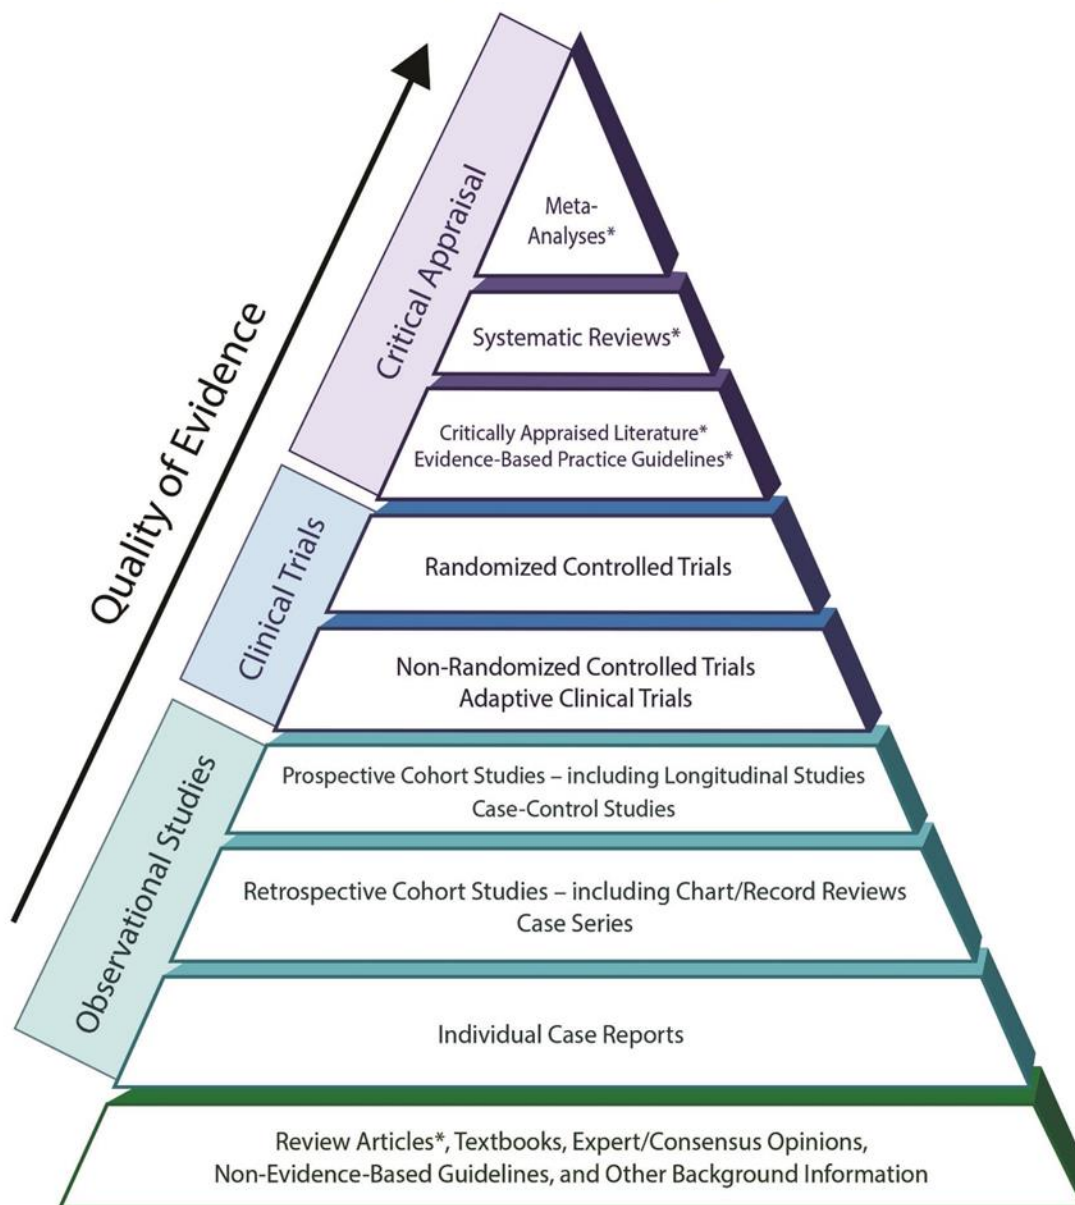 Quality of Evidence
Critical Appraisal
Meta-
Analyses*
Systematic Reviews*
Critically Appraised Literature*
Evidence-Based Practice Guidelines*
Clinical Trials
Randomized Controlled Trials
Non-Randomized Controlled Trials
Adaptive Clinical Trials
Observational Studies
Prospective Cohort Studies – including Longitudinal Studies
Case-Control Studies
Retrospective Cohort Studies – including Chart/Record Reviews
Case Series
Individual Case Reports
Review Articles*, Textbooks, Expert/Consensus Opinions,
Non-Evidence-Based Guidelines, and Other Background Information